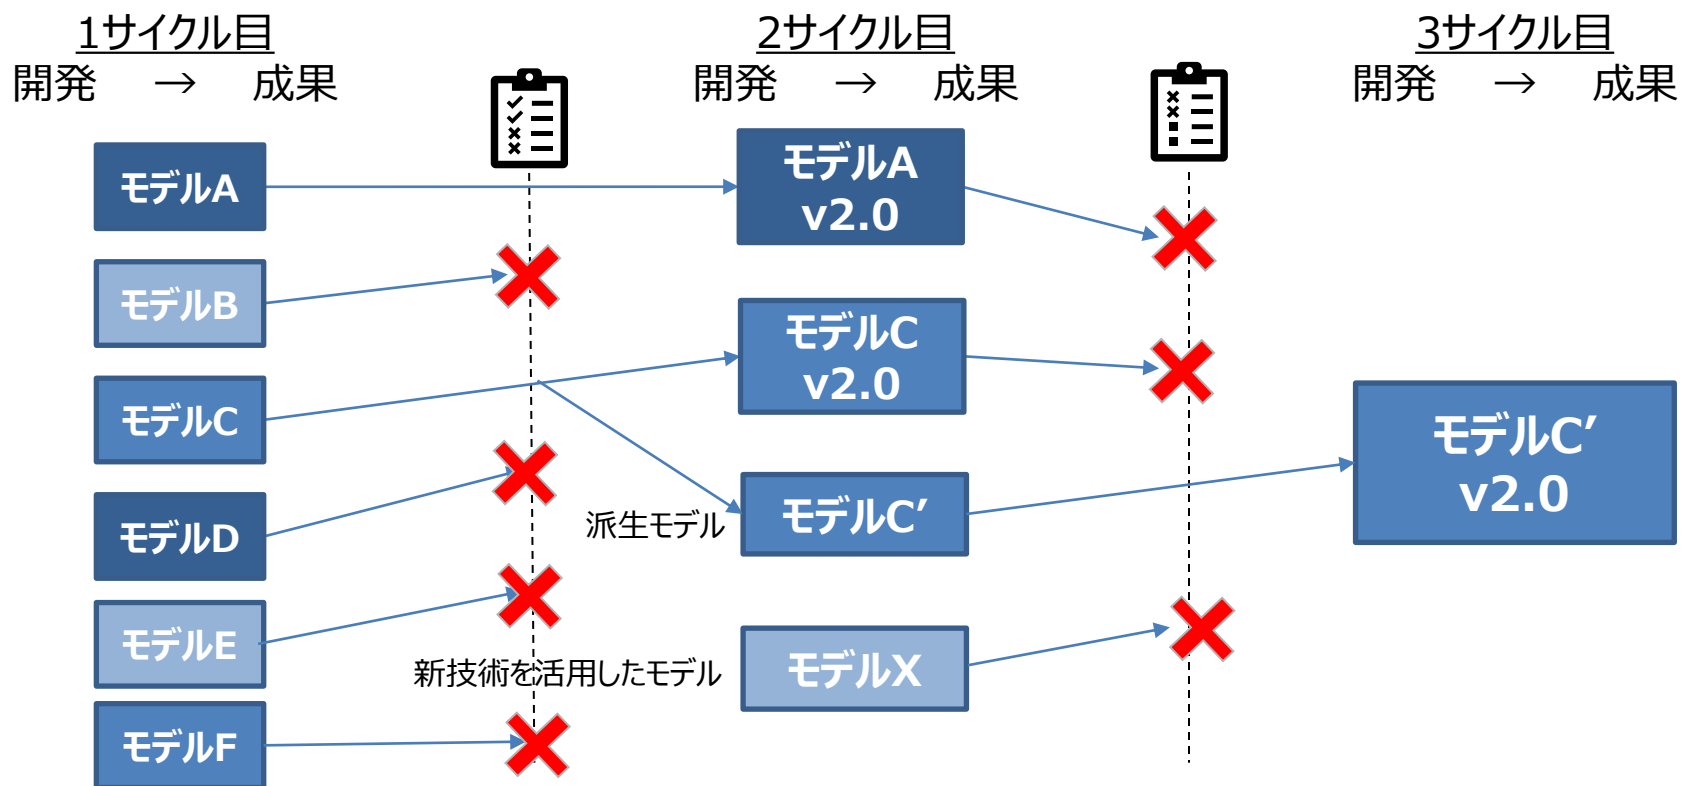 1サイクル目
開発 → 成果
2サイクル目
開発 → 成果
3サイクル目
開発 → 成果
モデルA
モデルB
モデルC
モデルD
モデルE
モデルF
モデルA
v2.0
モデルC
v2.0
派生モデル
モデルC’
新技術を活用したモデル
モデルX
モデルC’
v2.0